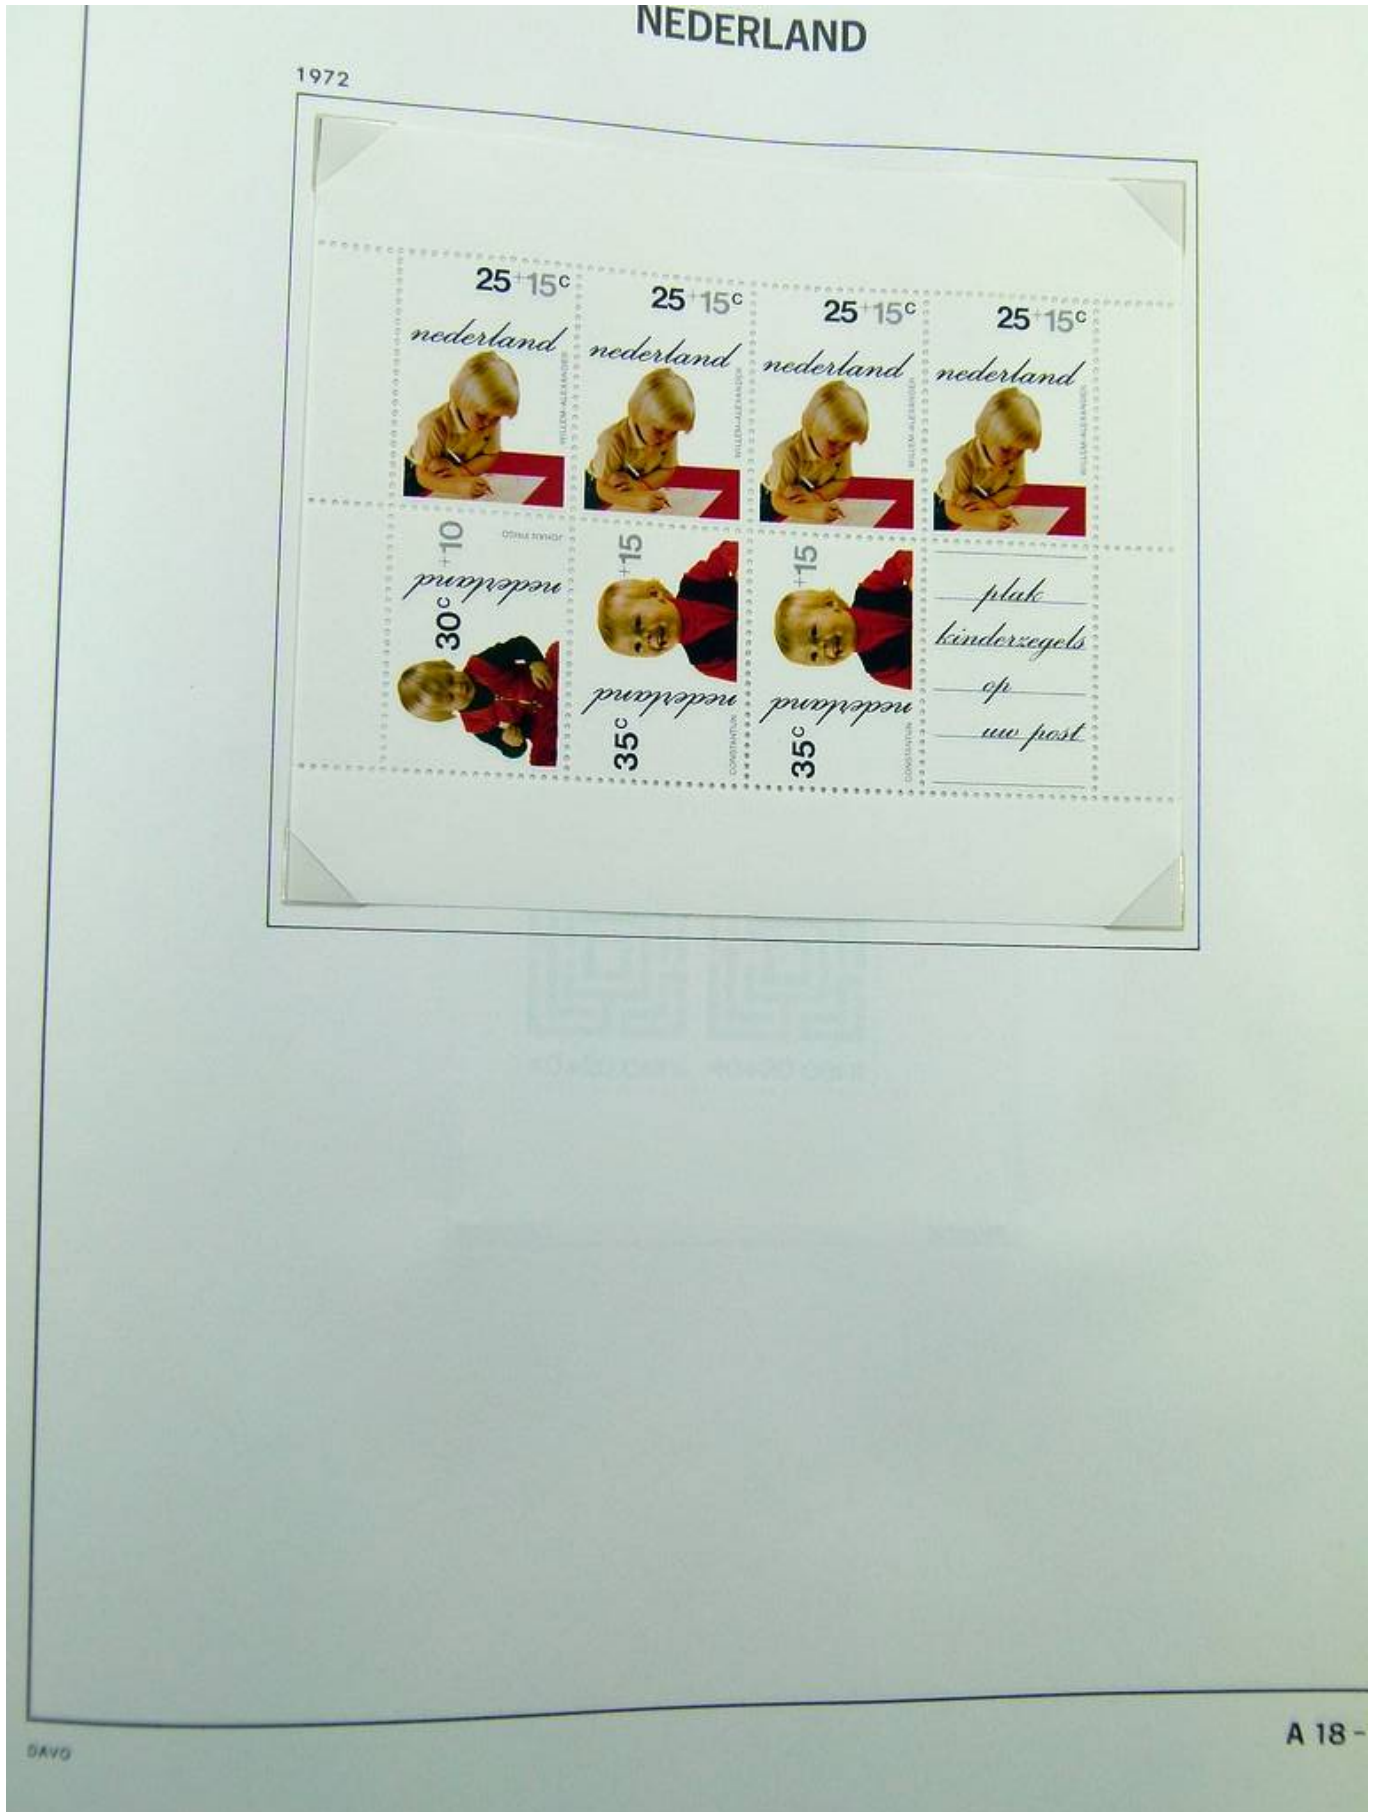 NEDERLAND
1972
25+15c
nederland
WILLEM-ALEXANDER
25+15c
nederland
WILLEM-ALEXANDER
25+15c
nederland
WILLEM-ALEXANDER
25+15c
nederland
WILLEM-ALEXANDER
30c+10
nederland
JOHAN FRISO
35c+15
nederland
CONSTANTIJN
35c+15
nederland
CONSTANTIJN
plak
kinderzegels
op
uw post
DAVO
A 18 -